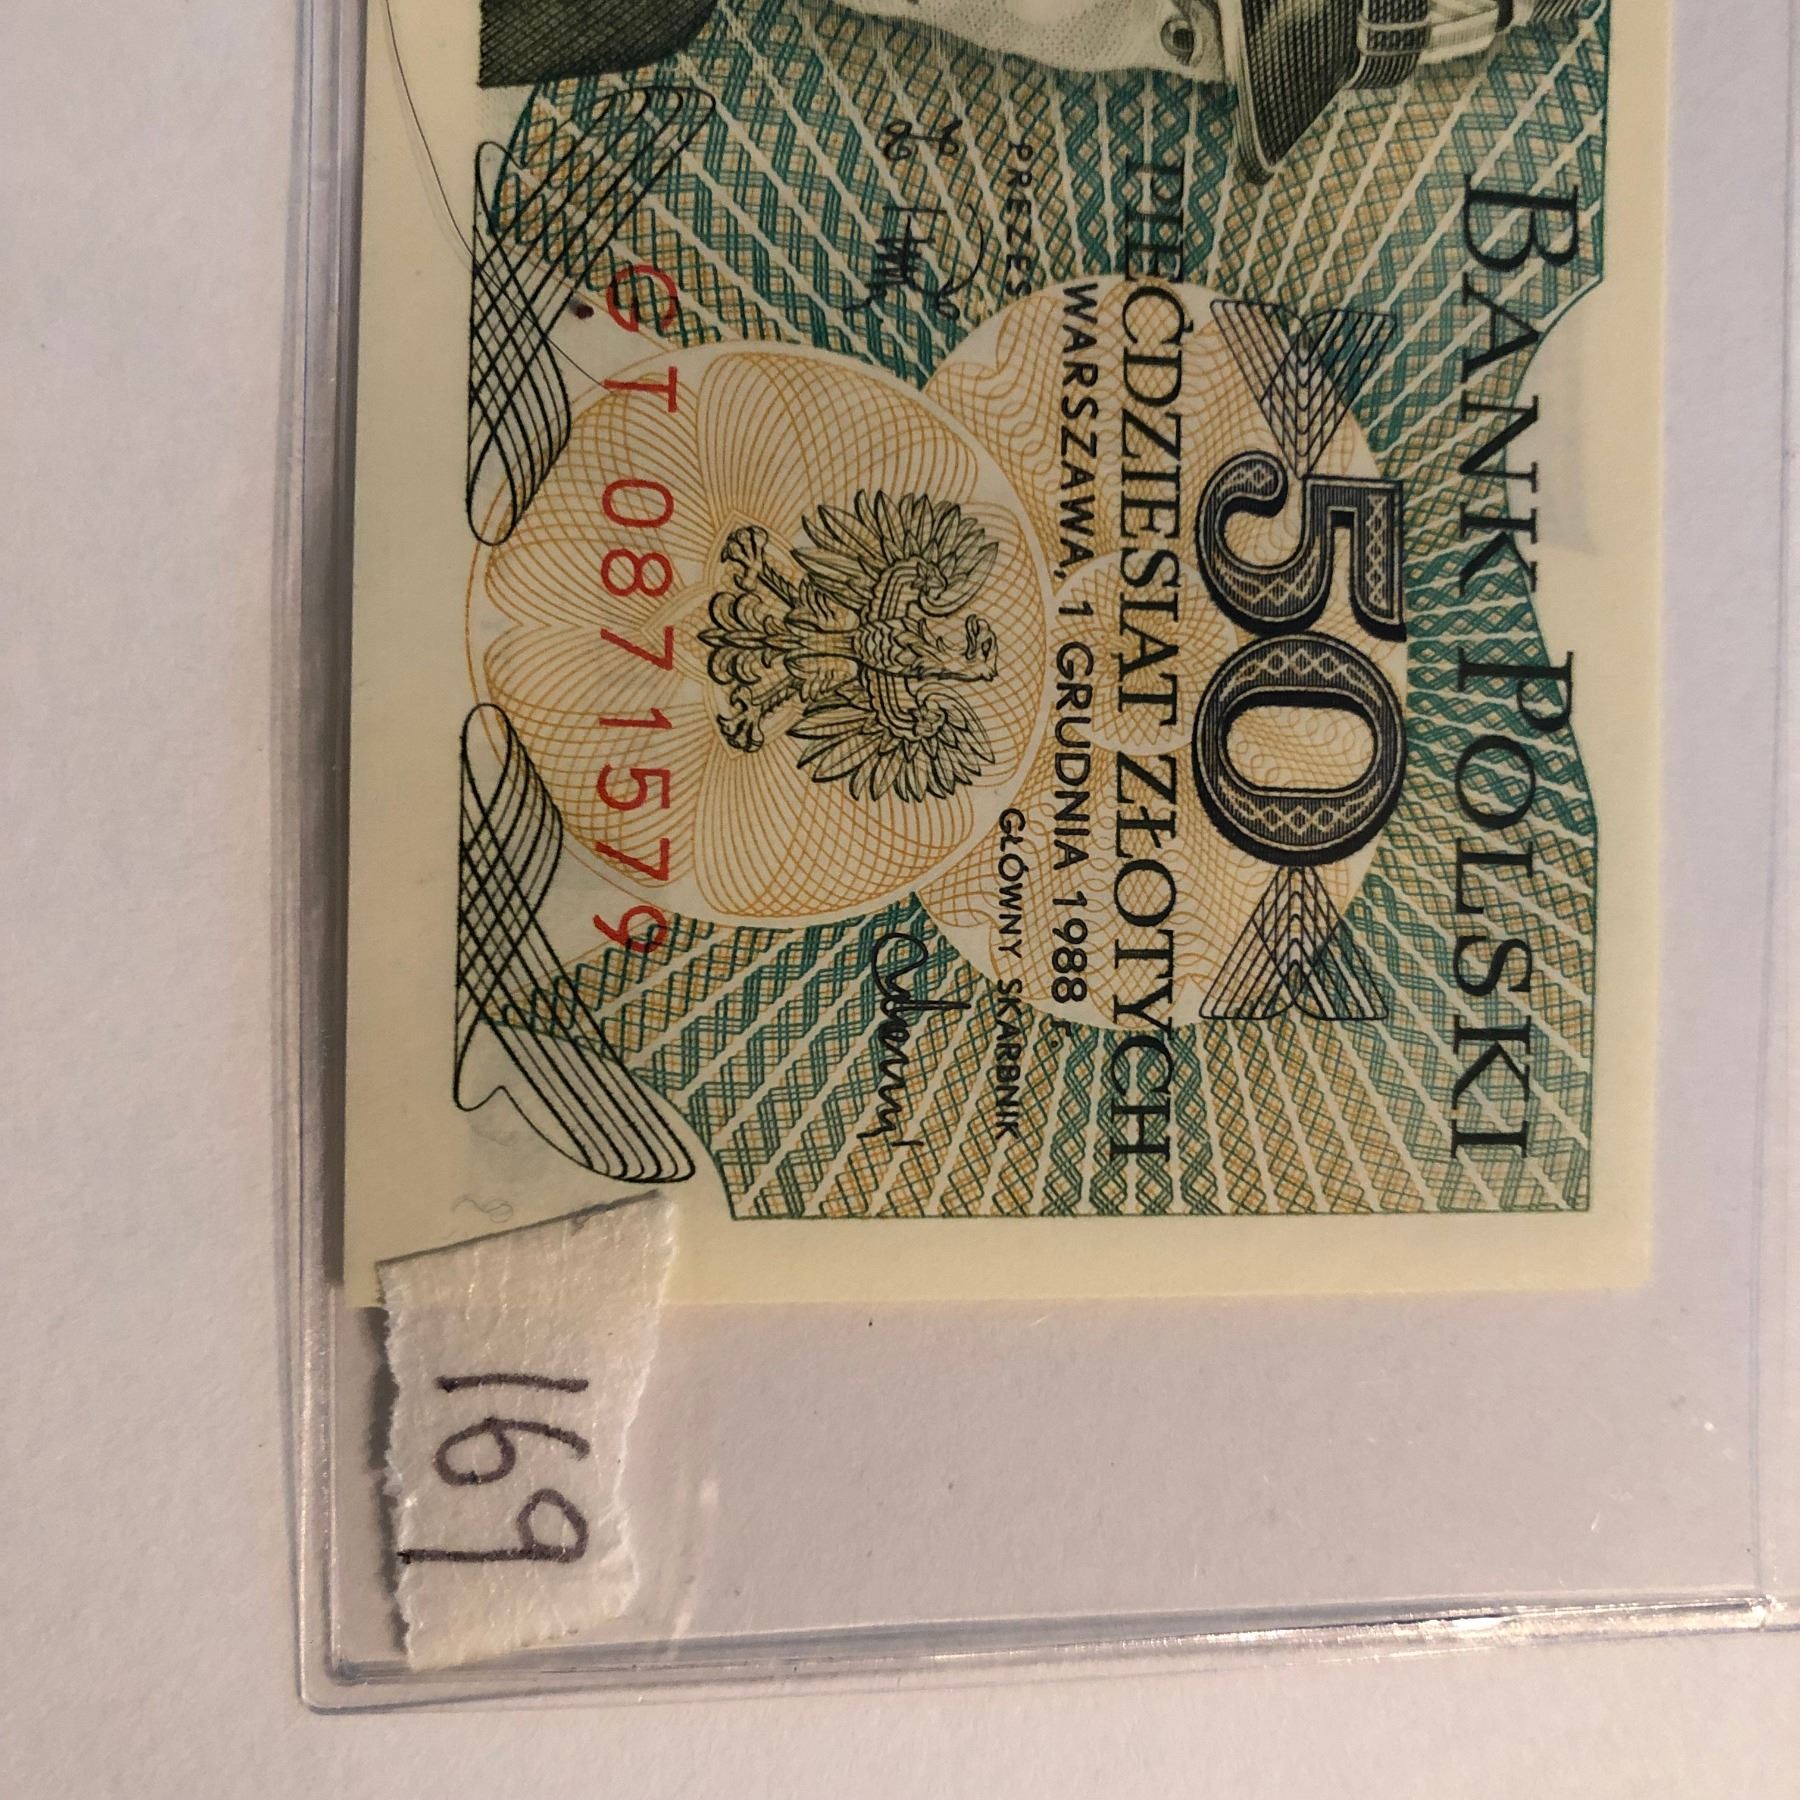 BANK POLSKI
50
PIĘĆDZIESIĄT ZŁOTYCH
WARSZAWA, 1 GRUDNIA 1988 r.
PREZES
GŁÓWNY SKARBNIK
GT 0871579
169